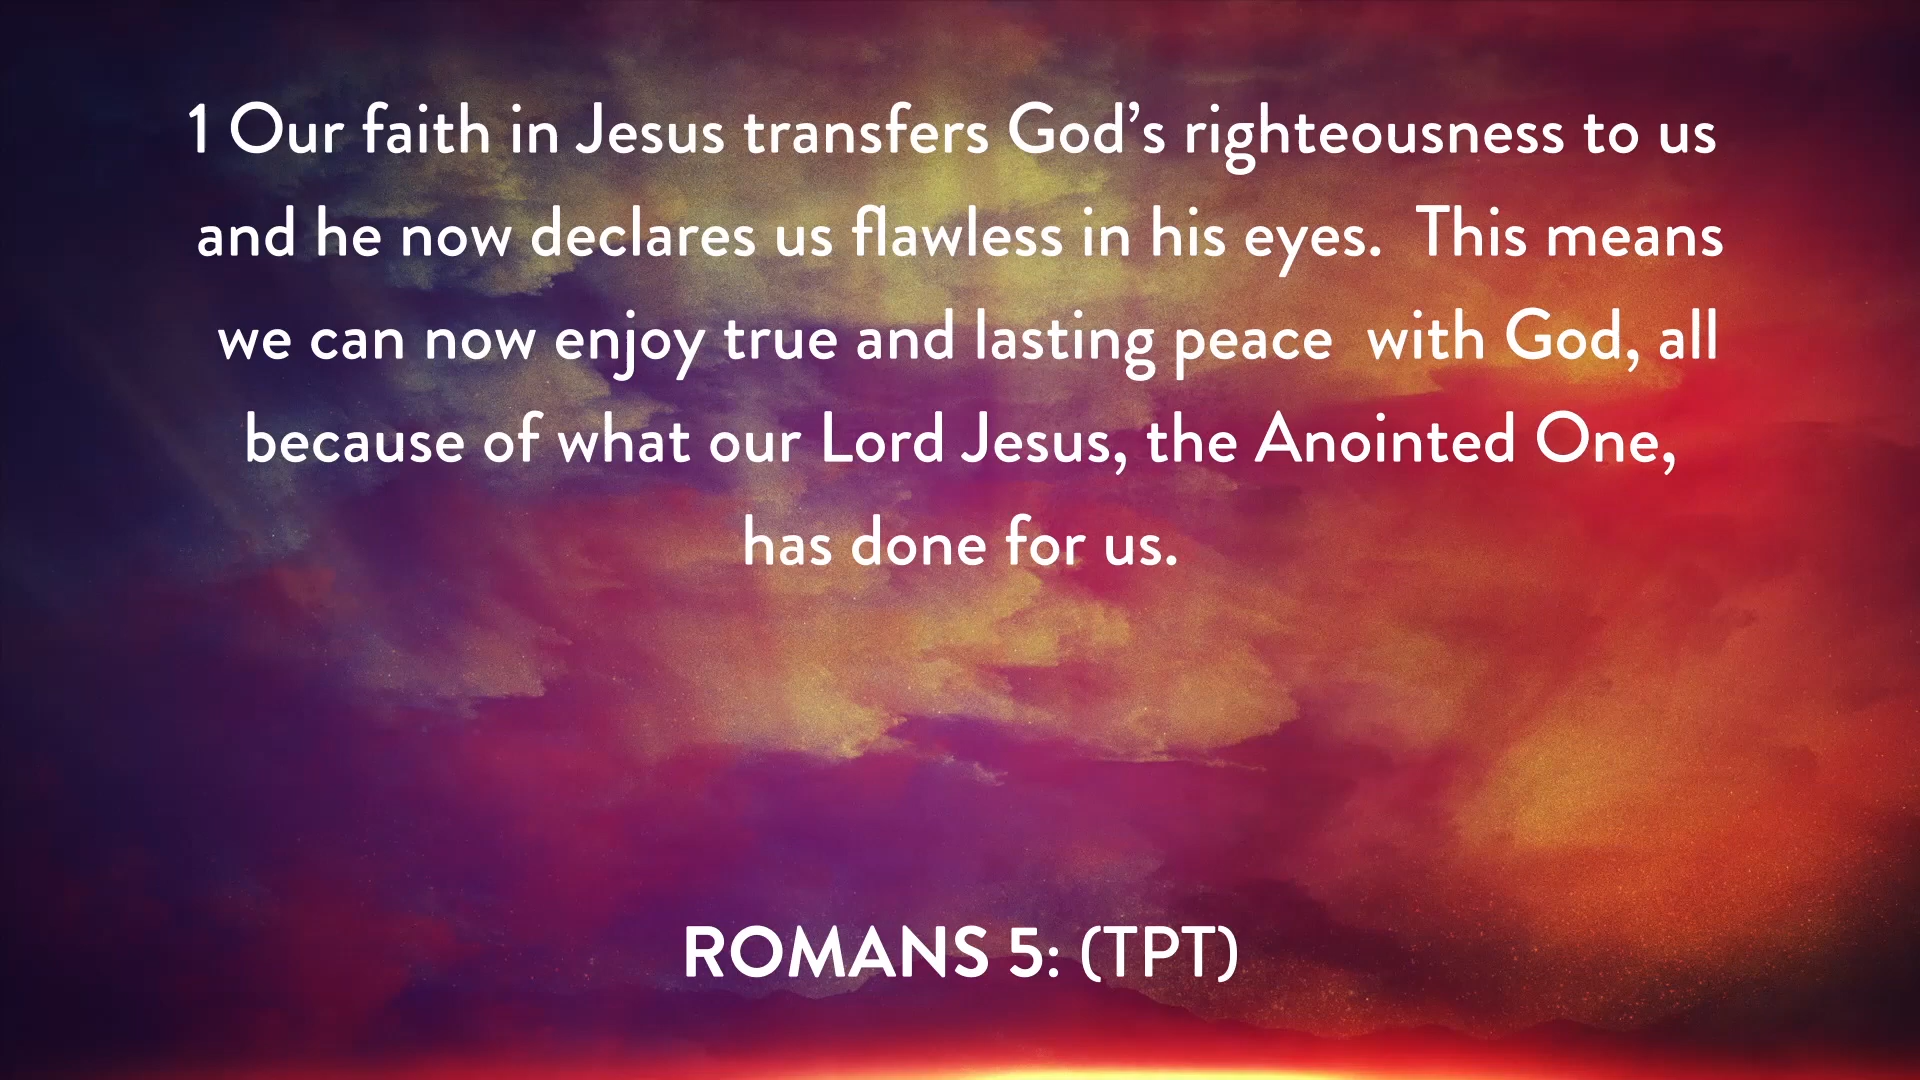 1 Our faith in Jesus transfers God’s righteousness to us
and he now declares us flawless in his eyes.  This means
we can now enjoy true and lasting peace  with God, all
because of what our Lord Jesus, the Anointed One,
has done for us.
ROMANS 5: (TPT)